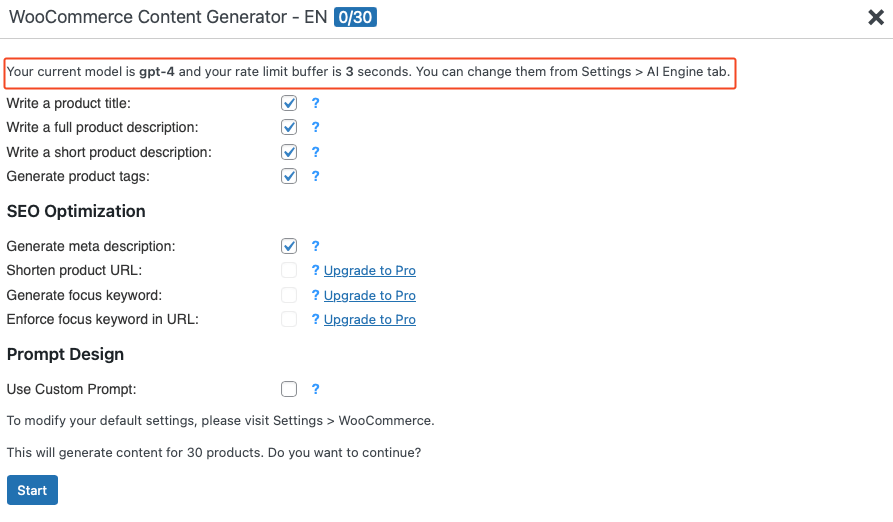 WooCommerce Content Generator - EN 0/30
Your current model is gpt-4 and your rate limit buffer is 3 seconds. You can change them from Settings > AI Engine tab.
Write a product title: ?
Write a full product description: ?
Write a short product description: ?
Generate product tags: ?
SEO Optimization
Generate meta description: ?
Shorten product URL: ? Upgrade to Pro
Generate focus keyword: ? Upgrade to Pro
Enforce focus keyword in URL: ? Upgrade to Pro
Prompt Design
Use Custom Prompt: ?
To modify your default settings, please visit Settings > WooCommerce.
This will generate content for 30 products. Do you want to continue?
Start